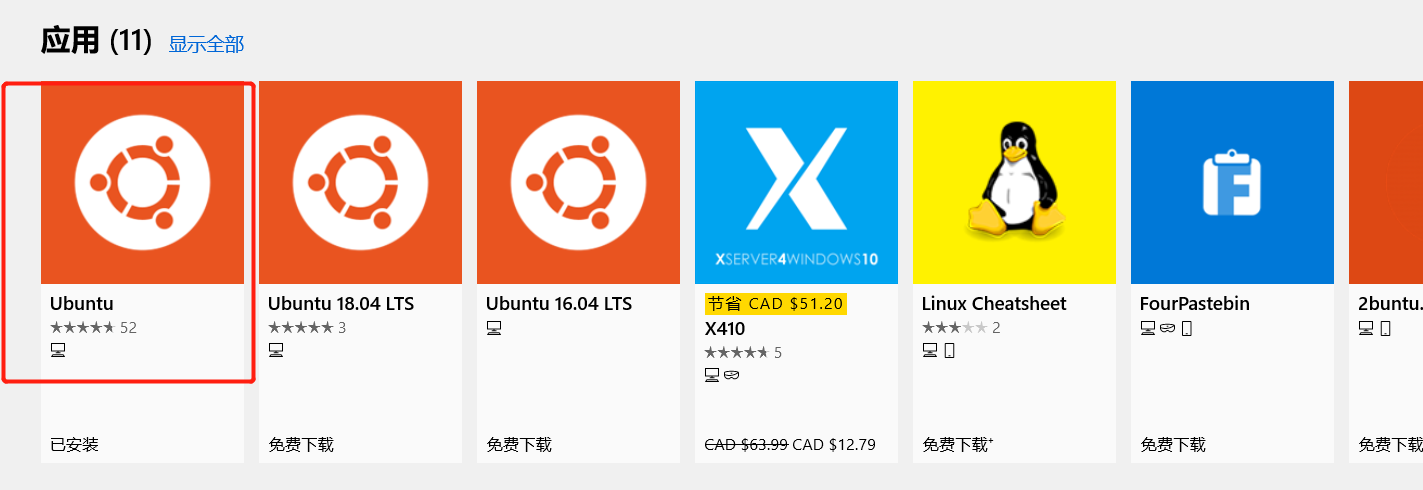 应用 (11) 显示全部
Ubuntu
52
已安装
Ubuntu 18.04 LTS
3
免费下载
Ubuntu 16.04 LTS
免费下载
XSERVER4WINDOWS10
节省 CAD $51.20
X410
5
CAD $63.99 CAD $12.79
Linux Cheatsheet
2
免费下载+
F
FourPastebin
免费下载
2buntu.
免费下载